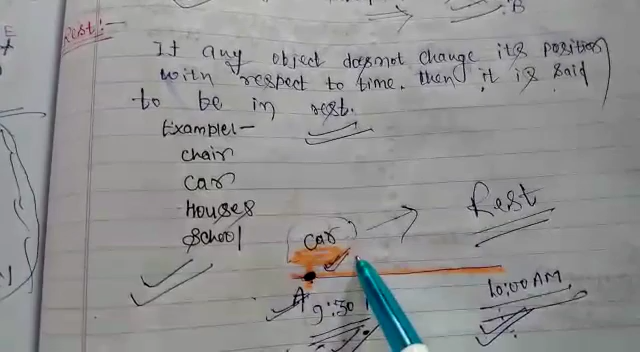 :B
Rest:-
If any object doesnot change its position
with respect to time. then it is said
to be in rest.
Example:-
chair
car
Houses
school
car
Rest
A
9:30
10:00 AM